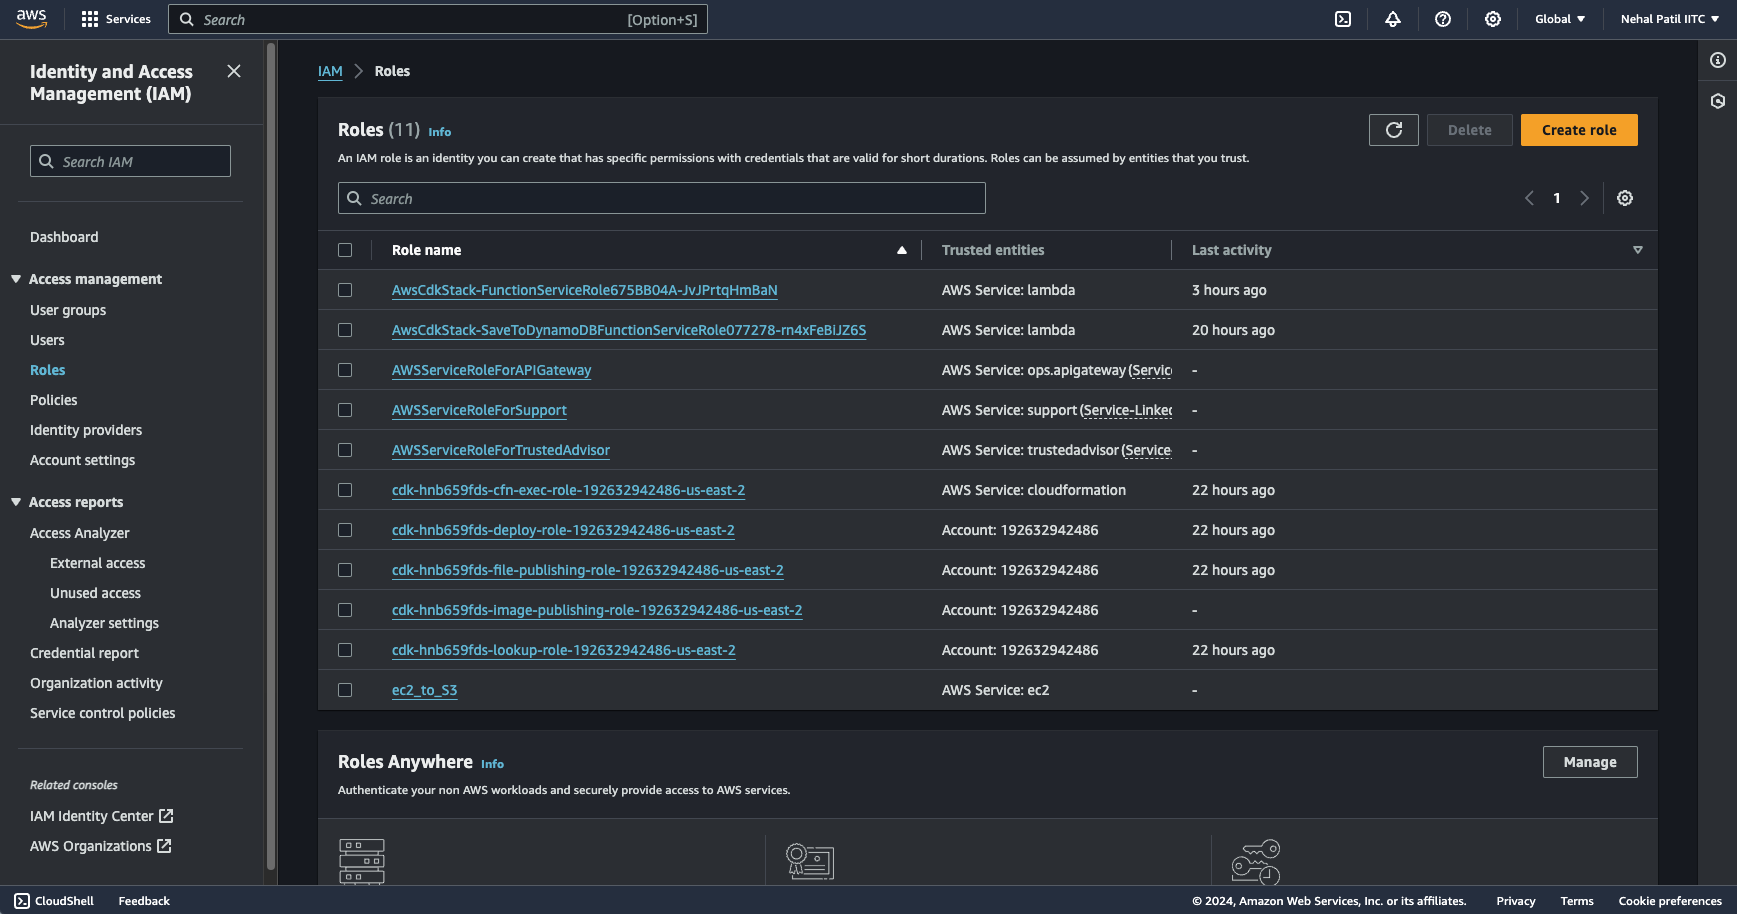 aws
Services
Search
[Option+S]
Global
Nehal Patil IITC
Identity and Access Management (IAM)
Search IAM
Dashboard
Access management
User groups
Users
Roles
Policies
Identity providers
Account settings
Access reports
Access Analyzer
External access
Unused access
Analyzer settings
Credential report
Organization activity
Service control policies
Related consoles
IAM Identity Center
AWS Organizations
IAM > Roles
Roles (11) Info
Delete
Create role
An IAM role is an identity you can create that has specific permissions with credentials that are valid for short durations. Roles can be assumed by entities that you trust.
Search
1
Role name Trusted entities Last activity
AwsCdkStack-FunctionServiceRole675BB04A-JvJPrtqHmBaN AWS Service: lambda 3 hours ago
AwsCdkStack-SaveToDynamoDBFunctionServiceRole077278-rn4xFeBiJZ6S AWS Service: lambda 20 hours ago
AWSServiceRoleForAPIGateway AWS Service: ops.apigateway (Servic -
AWSServiceRoleForSupport AWS Service: support (Service-Linked -
AWSServiceRoleForTrustedAdvisor AWS Service: trustedadvisor (Service -
cdk-hnb659fds-cfn-exec-role-192632942486-us-east-2 AWS Service: cloudformation 22 hours ago
cdk-hnb659fds-deploy-role-192632942486-us-east-2 Account: 192632942486 22 hours ago
cdk-hnb659fds-file-publishing-role-192632942486-us-east-2 Account: 192632942486 22 hours ago
cdk-hnb659fds-image-publishing-role-192632942486-us-east-2 Account: 192632942486 -
cdk-hnb659fds-lookup-role-192632942486-us-east-2 Account: 192632942486 22 hours ago
ec2_to_S3 AWS Service: ec2 -
Roles Anywhere Info
Manage
Authenticate your non AWS workloads and securely provide access to AWS services.
CloudShell
Feedback
© 2024, Amazon Web Services, Inc. or its affiliates.
Privacy
Terms
Cookie preferences